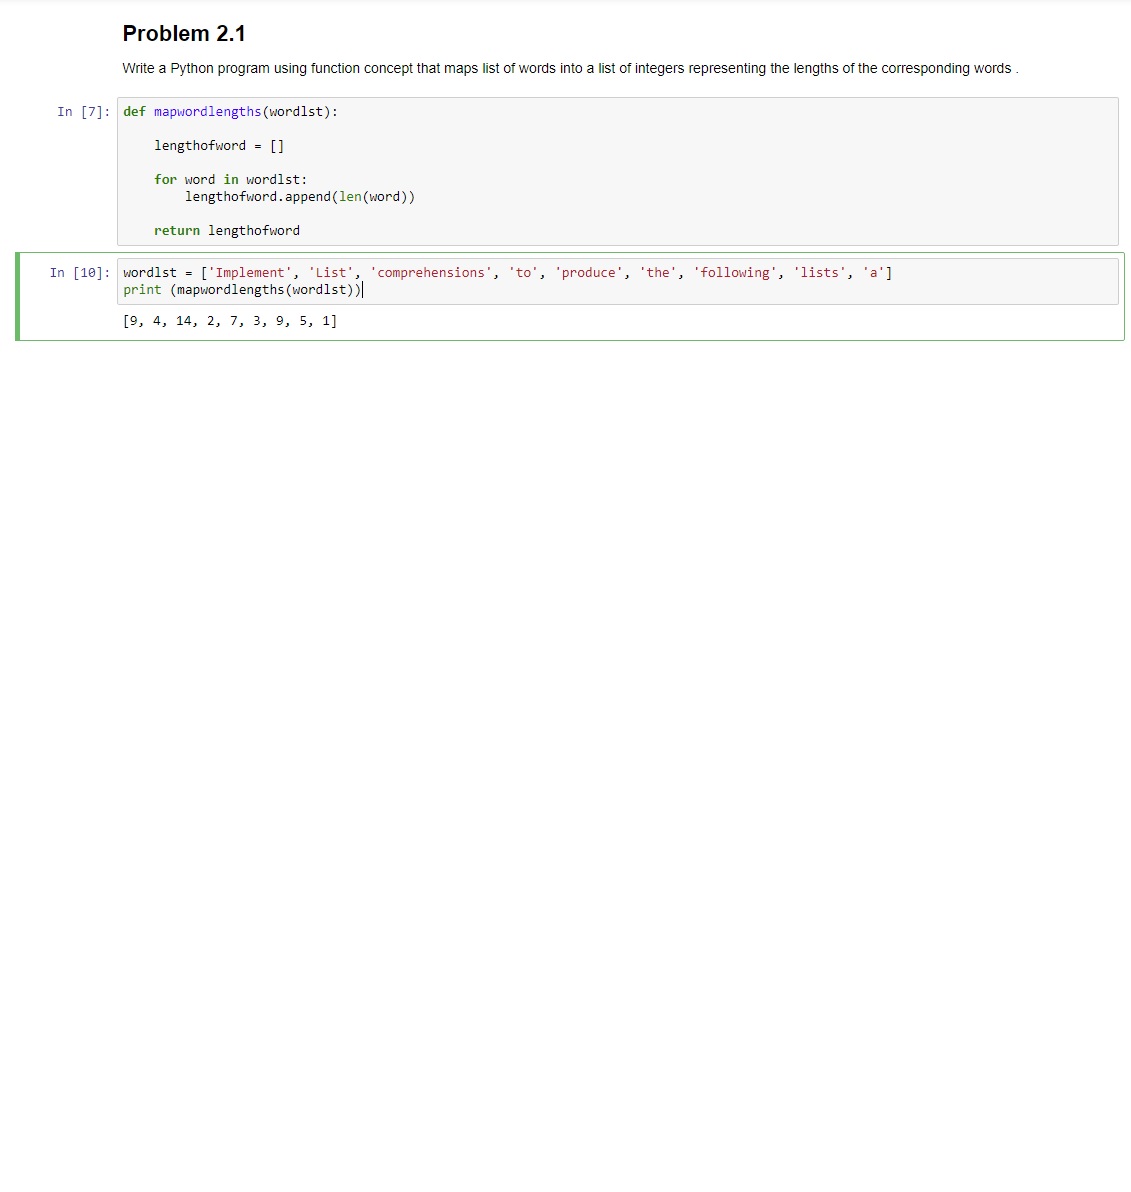 Problem 2.1
Write a Python program using function concept that maps list of words into a list of integers representing the lengths of the corresponding words .
In [7]: def mapwordlengths(wordlst):
lengthofword = []
for word in wordlst:
lengthofword.append(len(word))
return lengthofword
In [10]: wordlst = ['Implement', 'List', 'comprehensions', 'to', 'produce', 'the', 'following', 'lists', 'a']
print (mapwordlengths(wordlst))
[9, 4, 14, 2, 7, 3, 9, 5, 1]